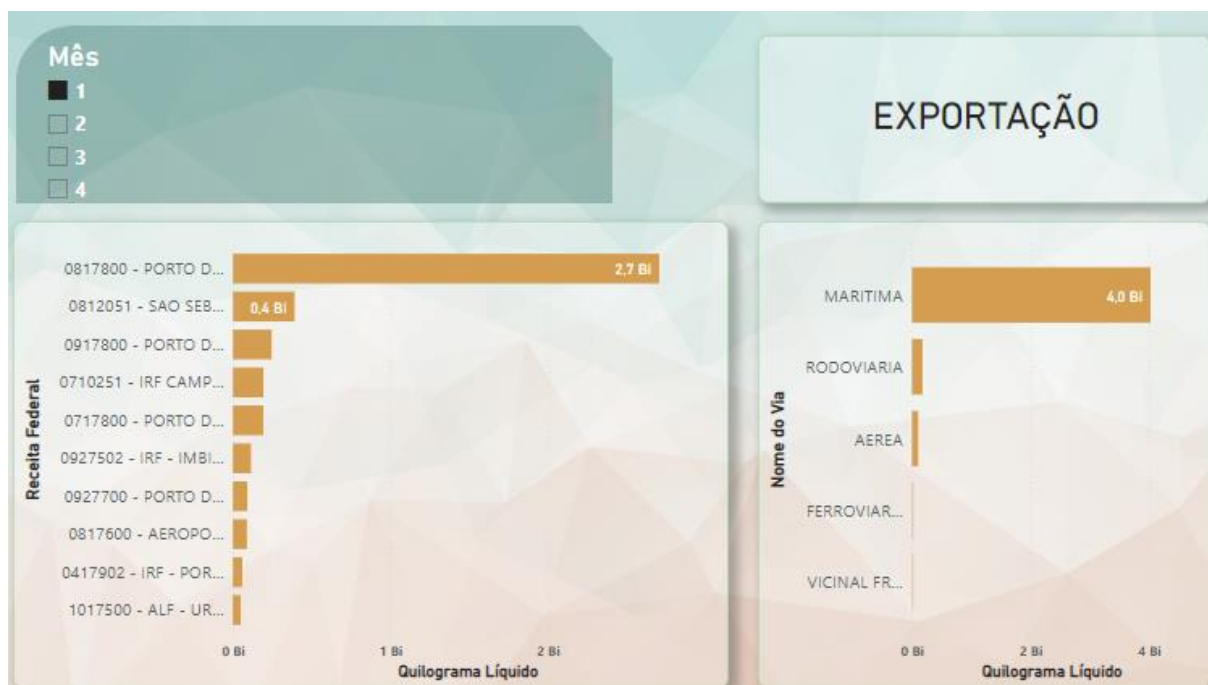 Mês
1
2
3
4
EXPORTAÇÃO
Receita Federal
0817800 - PORTO D...
2,7 Bi
0812051 - SAO SEB...
0,4 Bi
0917800 - PORTO D...
0710251 - IRF CAMP...
0717800 - PORTO D...
0927502 - IRF - IMBI...
0927700 - PORTO D...
0817600 - AEROPO...
0417902 - IRF - POR...
1017500 - ALF - UR...
0 Bi 1 Bi 2 Bi
Quilograma Líquido
Nome do Via
MARITIMA
4,0 Bi
RODOVIARIA
AEREA
FERROVIAR...
VICINAL FR...
0 Bi 2 Bi 4 Bi
Quilograma Líquido